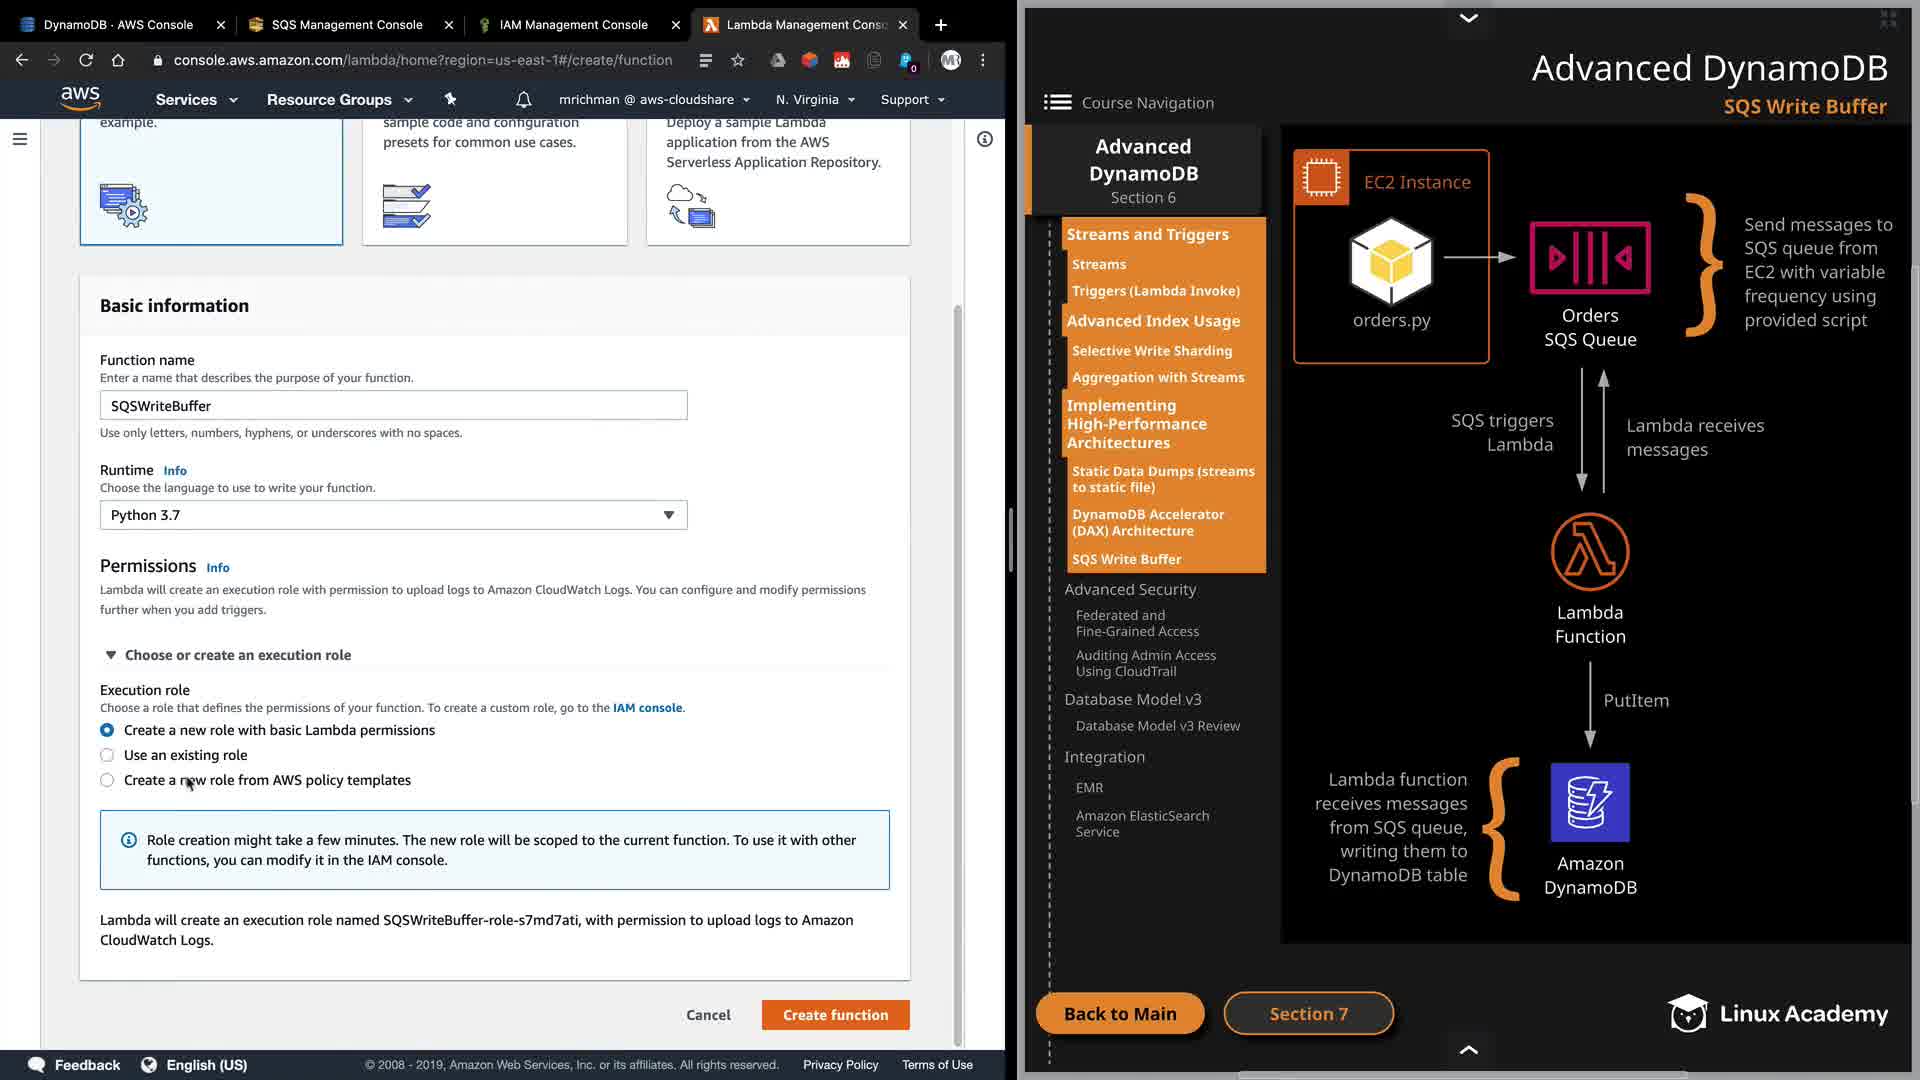 DynamoDB · AWS Console
SQS Management Console
IAM Management Console
Lambda Management Conso
console.aws.amazon.com/lambda/home?region=us-east-1#/create/function
0
aws
Services
Resource Groups
mrichman @ aws-cloudshare
N. Virginia
Support
example.
sample code and configuration
presets for common use cases.
Deploy a sample Lambda
application from the AWS
Serverless Application Repository.
Basic information
Function name
Enter a name that describes the purpose of your function.
SQSWriteBuffer
Use only letters, numbers, hyphens, or underscores with no spaces.
Runtime Info
Choose the language to use to write your function.
Python 3.7
Permissions Info
Lambda will create an execution role with permission to upload logs to Amazon CloudWatch Logs. You can configure and modify permissions
further when you add triggers.
Choose or create an execution role
Execution role
Choose a role that defines the permissions of your function. To create a custom role, go to the IAM console.
Create a new role with basic Lambda permissions
Use an existing role
Create a new role from AWS policy templates
Role creation might take a few minutes. The new role will be scoped to the current function. To use it with other
functions, you can modify it in the IAM console.
Lambda will create an execution role named SQSWriteBuffer-role-s7md7ati, with permission to upload logs to Amazon
CloudWatch Logs.
Cancel
Create function
Feedback
English (US)
© 2008 - 2019, Amazon Web Services, Inc. or its affiliates. All rights reserved.
Privacy Policy
Terms of Use
Advanced DynamoDB
SQS Write Buffer
Course Navigation
Advanced
DynamoDB
Section 6
Streams and Triggers
Streams
Triggers (Lambda Invoke)
Advanced Index Usage
Selective Write Sharding
Aggregation with Streams
Implementing
High-Performance
Architectures
Static Data Dumps (streams
to static file)
DynamoDB Accelerator
(DAX) Architecture
SQS Write Buffer
Advanced Security
Federated and
Fine-Grained Access
Auditing Admin Access
Using CloudTrail
Database Model v3
Database Model v3 Review
Integration
EMR
Amazon ElasticSearch
Service
EC2 Instance
orders.py
Orders
SQS Queue
Send messages to
SQS queue from
EC2 with variable
frequency using
provided script
SQS triggers
Lambda
Lambda receives
messages
Lambda
Function
PutItem
Lambda function
receives messages
from SQS queue,
writing them to
DynamoDB table
Amazon
DynamoDB
Back to Main
Section 7
Linux Academy